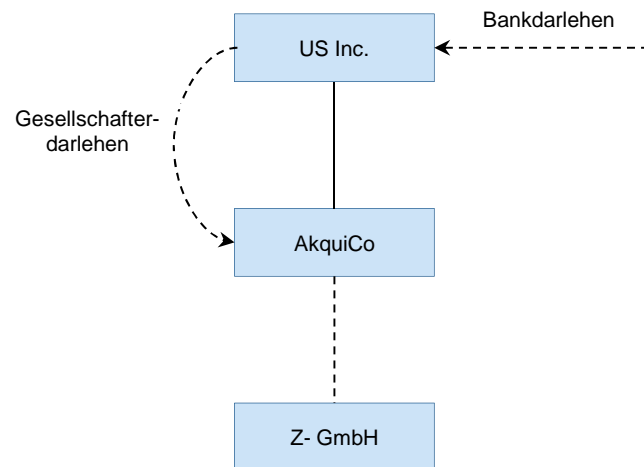 Bankdarlehen
US Inc.
Gesellschafter-
darlehen
AkquiCo
Z- GmbH